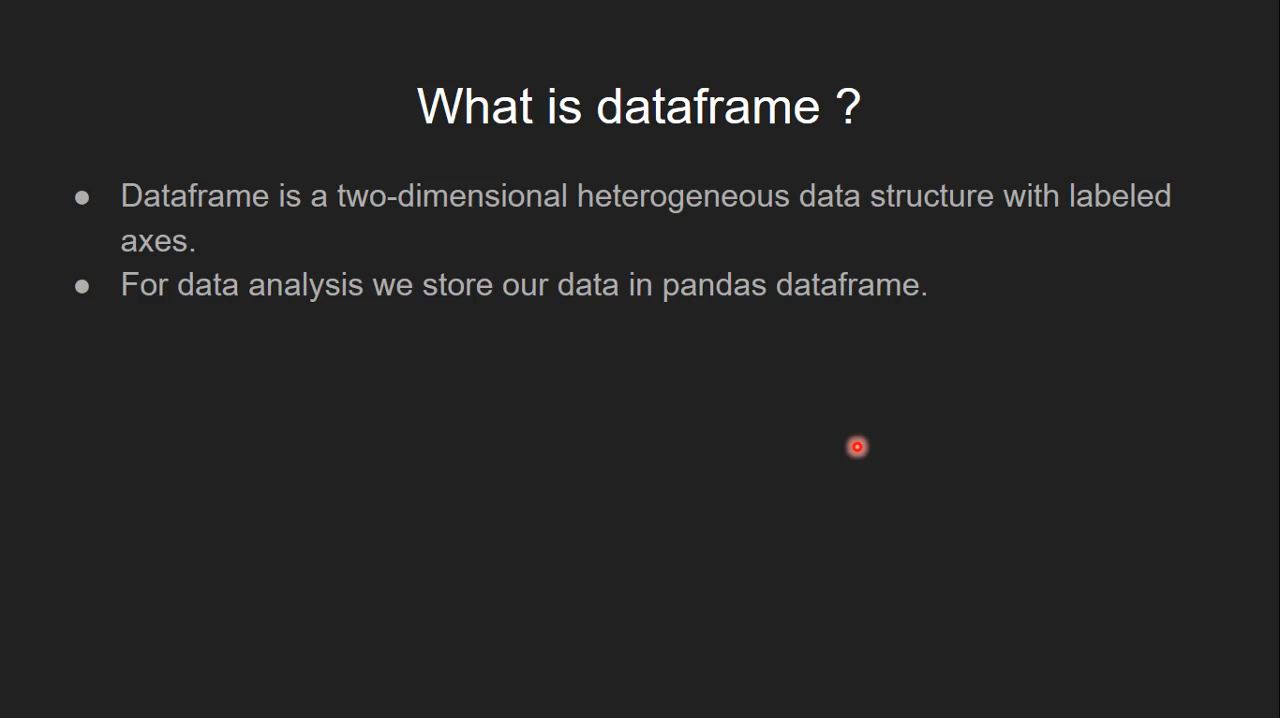 What is dataframe ?
● Dataframe is a two-dimensional heterogeneous data structure with labeled
axes.
● For data analysis we store our data in pandas dataframe.